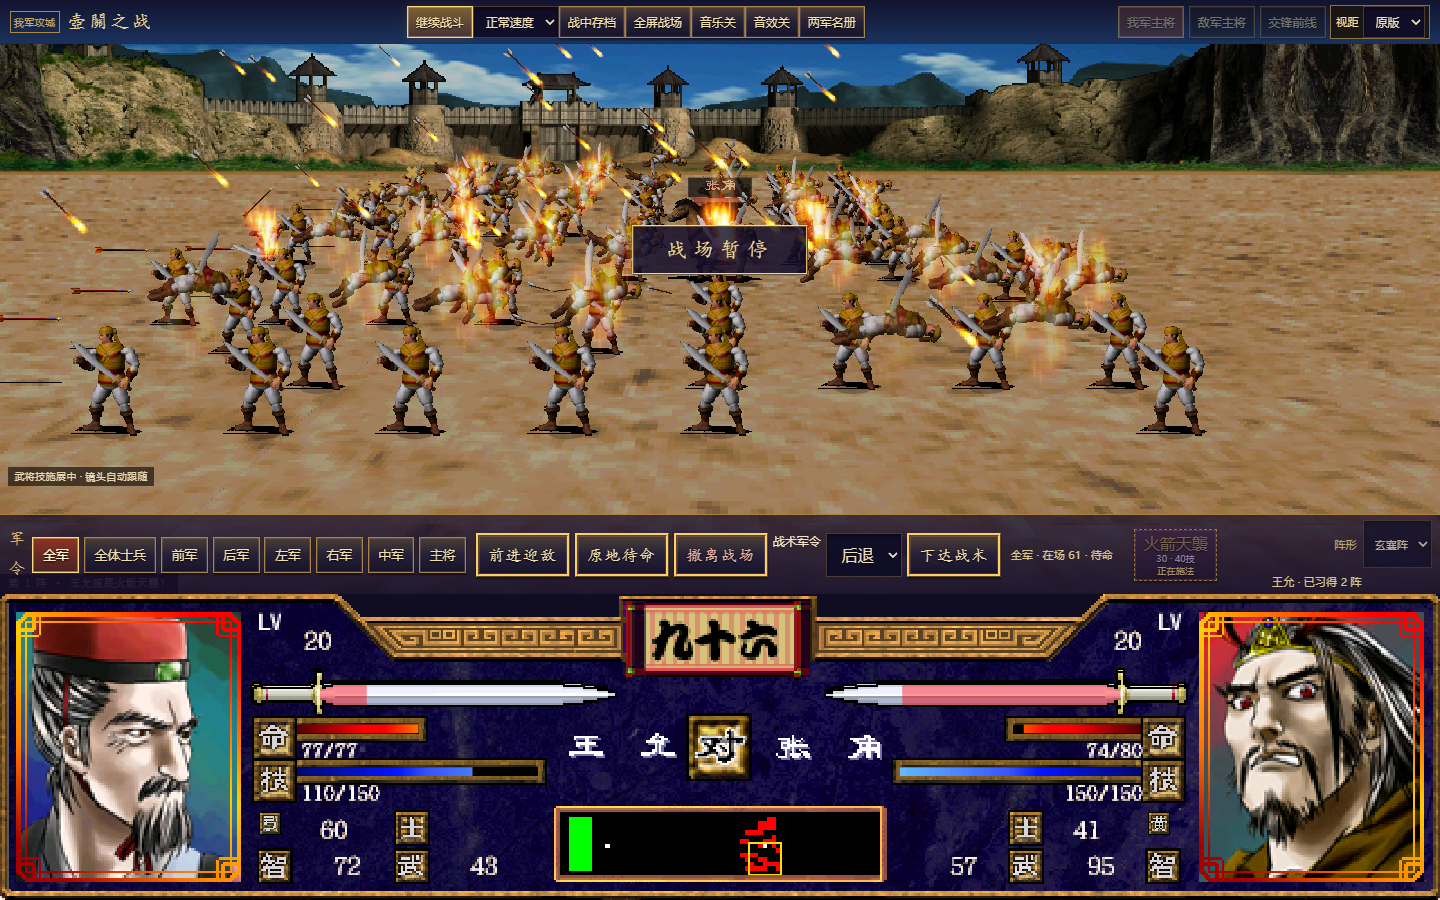 我军攻城
壶關之战
继续战斗
正常速度
战中存档
全屏战场
音乐关
音效关
两军名册
我军主将
敌军主将
交锋前线
视距
原版
张角
战场暂停
武将技施展中 · 镜头自动跟随
军令
全军
全体士兵
前军
后军
左军
右军
中军
主将
前进迎敌
原地待命
撤离战场
战术军令
后退
下达战术
全军 · 在场 61 · 待命
火箭天襲
30 · 40技
正在施法
阵形
玄襄阵
王允 · 已习得 2 阵
LV
20
九十六
20
LV
命
77/77
技
110/150
王允
对
张角
74/80
命
150/150
技
60
士
智
72
武
43
士
41
57
武
95
智